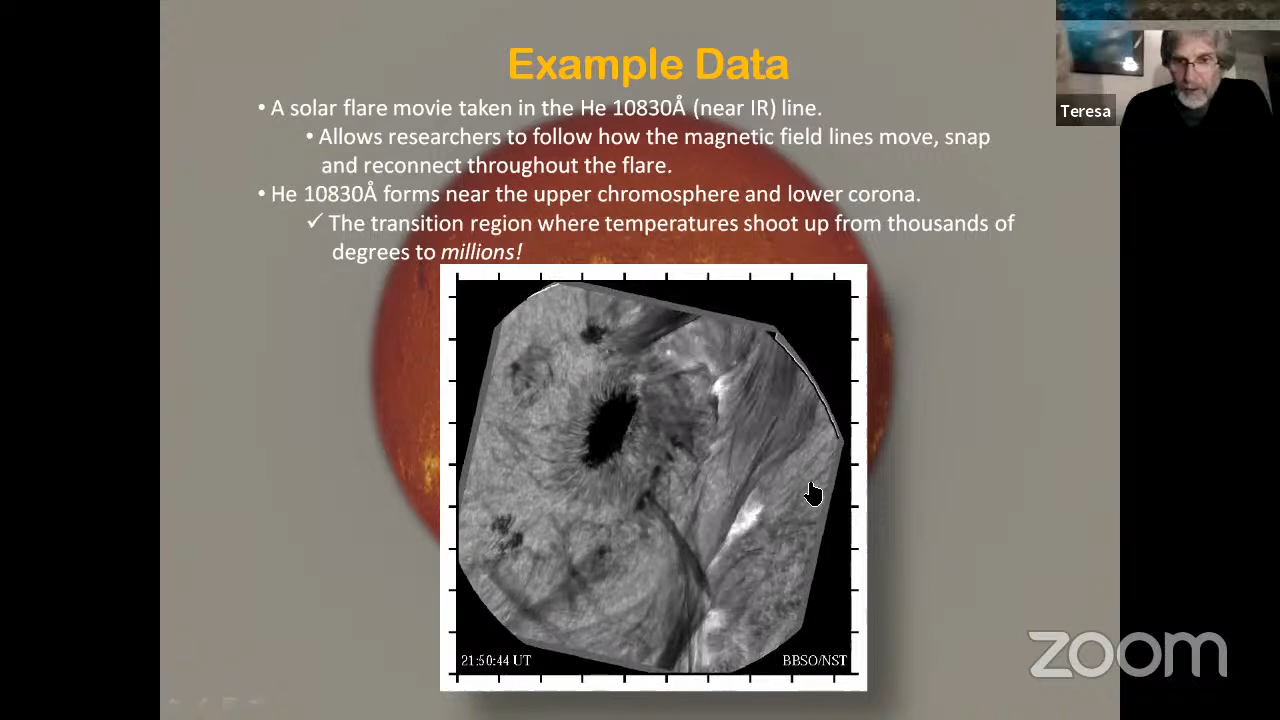 Example Data
• A solar flare movie taken in the He 10830Å (near IR) line.
• Allows researchers to follow how the magnetic field lines move, snap
and reconnect throughout the flare.
• He 10830Å forms near the upper chromosphere and lower corona.
✓ The transition region where temperatures shoot up from thousands of
degrees to millions!
21:50:44 UT
BBSO/NST
Teresa
zoom